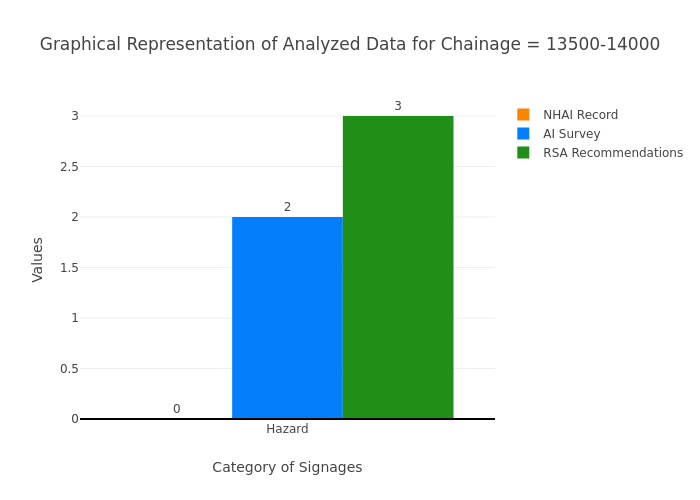 Graphical Representation of Analyzed Data for Chainage = 13500-14000
NHAI Record
AI Survey
RSA Recommendations
Values
3
2.5
2
1.5
1
0.5
0
0
2
3
Hazard
Category of Signages